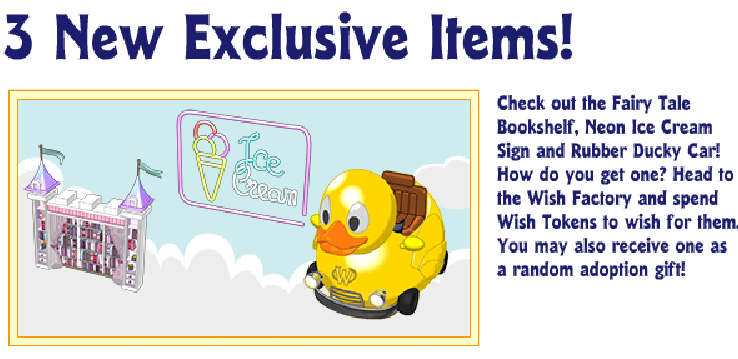 3 New Exclusive Items!
Ice
Cream
W
Check out the Fairy Tale
Bookshelf, Neon Ice Cream
Sign and Rubber Ducky Car!
How do you get one? Head to
the Wish Factory and spend
Wish Tokens to wish for them.
You may also receive one as
a random adoption gift!